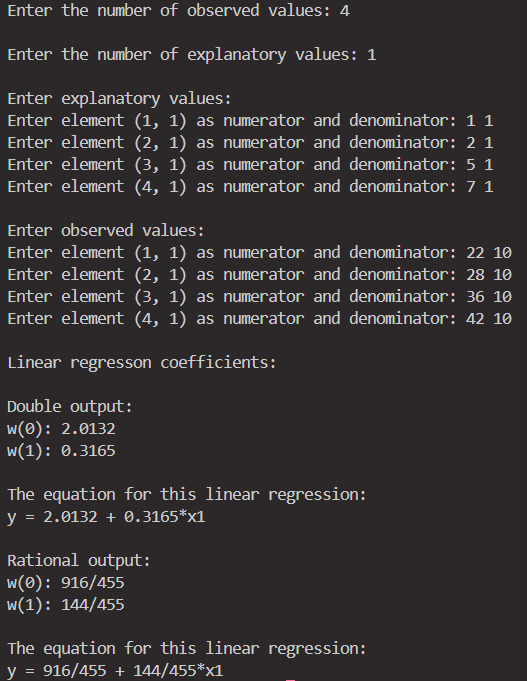 Enter the number of observed values: 4
Enter the number of explanatory values: 1
Enter explanatory values:
Enter element (1, 1) as numerator and denominator: 1 1
Enter element (2, 1) as numerator and denominator: 2 1
Enter element (3, 1) as numerator and denominator: 5 1
Enter element (4, 1) as numerator and denominator: 7 1
Enter observed values:
Enter element (1, 1) as numerator and denominator: 22 10
Enter element (2, 1) as numerator and denominator: 28 10
Enter element (3, 1) as numerator and denominator: 36 10
Enter element (4, 1) as numerator and denominator: 42 10
Linear regresson coefficients:
Double output:
w(0): 2.0132
w(1): 0.3165
The equation for this linear regression:
y = 2.0132 + 0.3165*x1
Rational output:
w(0): 916/455
w(1): 144/455
The equation for this linear regression:
y = 916/455 + 144/455*x1